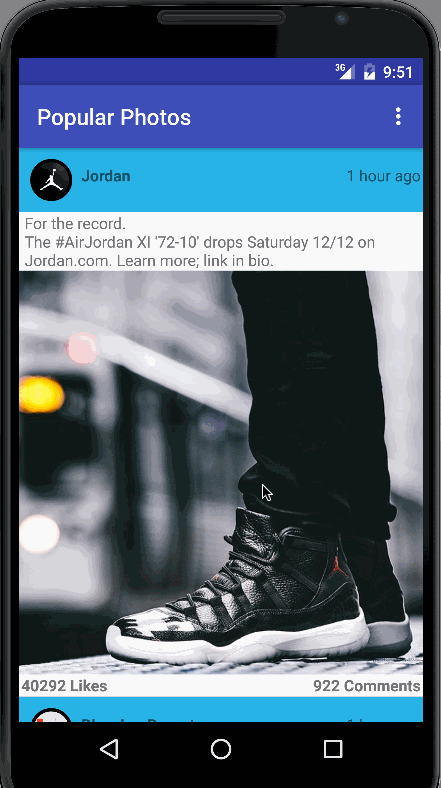 3G 9:51
Popular Photos
Jordan 1 hour ago
For the record.
The #AirJordan XI '72-10' drops Saturday 12/12 on
Jordan.com. Learn more; link in bio.
40292 Likes 922 Comments